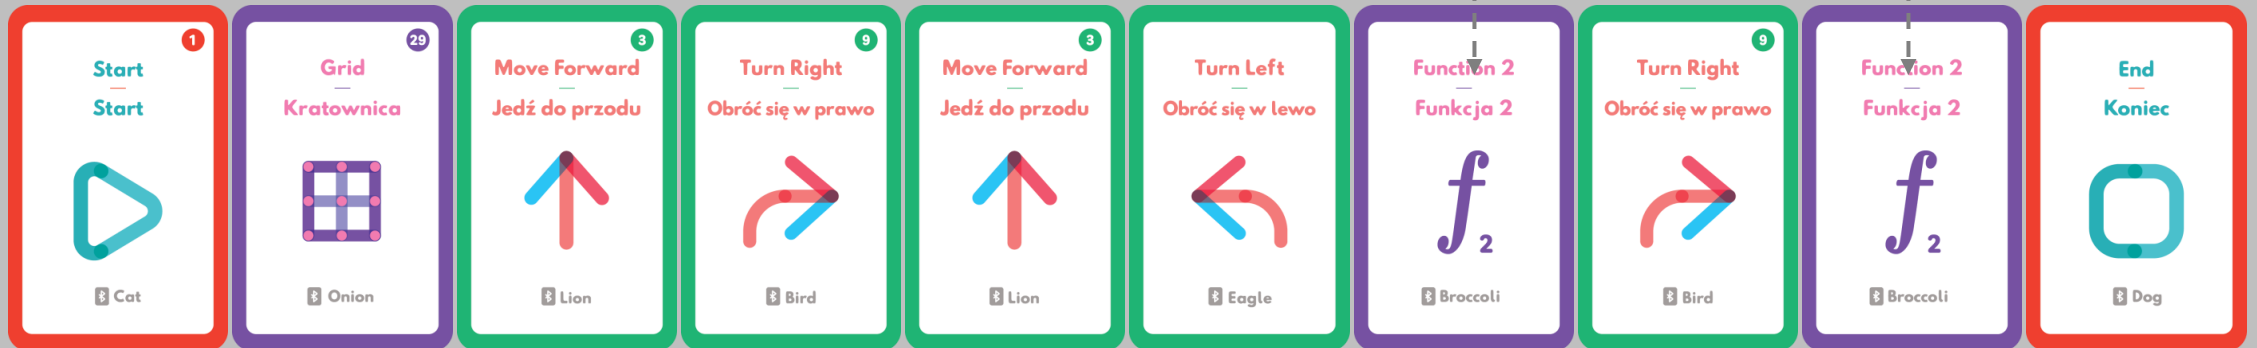 1
Start
Start
Cat
29
Grid
Kratownica
Onion
3
Move Forward
Jedź do przodu
Lion
9
Turn Right
Obróć się w prawo
Bird
3
Move Forward
Jedź do przodu
Lion
Turn Left
Obróć się w lewo
Eagle
Function 2
Funkcja 2
f 2
Broccoli
9
Turn Right
Obróć się w prawo
Bird
Function 2
Funkcja 2
f 2
Broccoli
End
Koniec
Dog